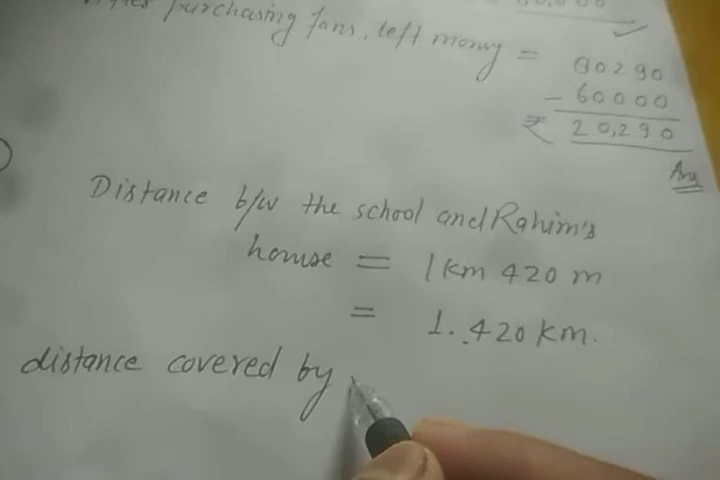 purchasing fans, left money = 80290
- 60000
₹ 20,290
Ans
Distance b/w the school and Rahim's
house = 1 km 420 m
= 1.420 km.
distance covered by